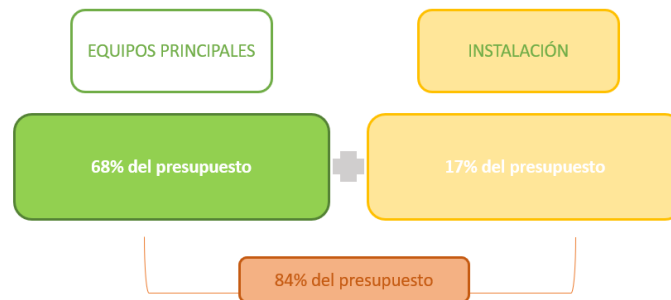 EQUIPOS PRINCIPALES
INSTALACIÓN
68% del presupuesto
17% del presupuesto
84% del presupuesto